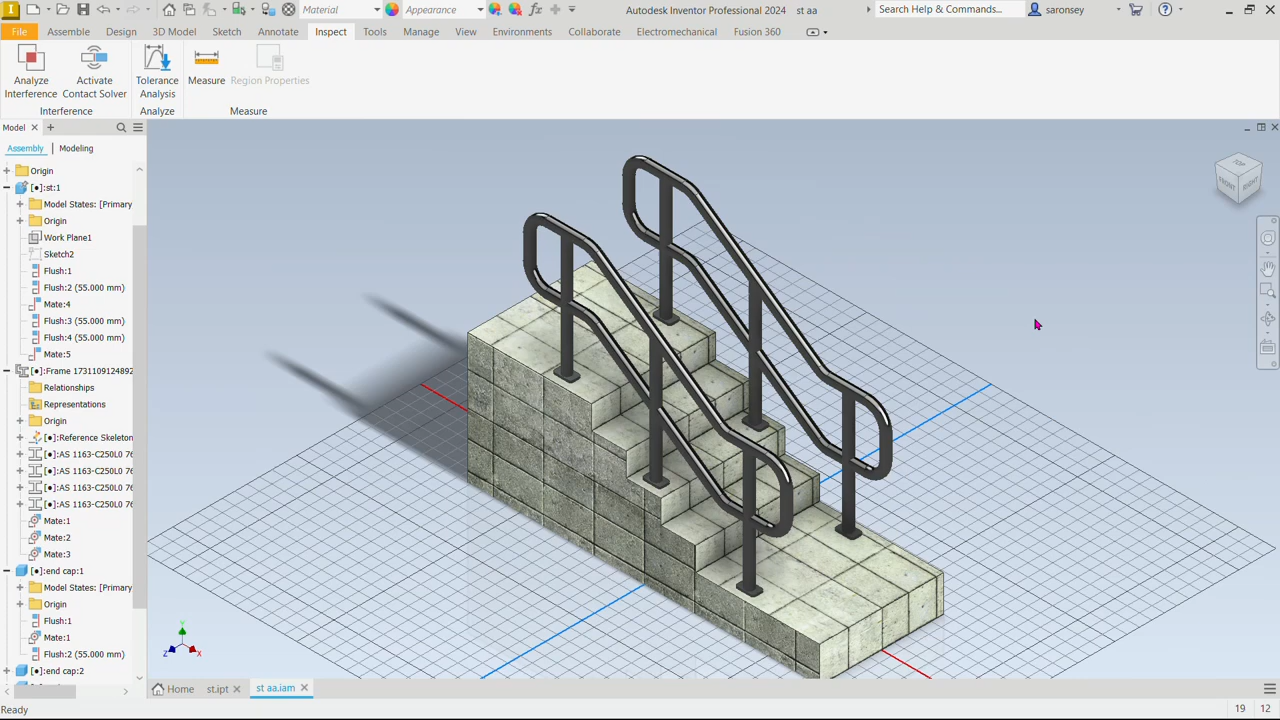 Material
Appearance
Autodesk Inventor Professional 2024 st aa
Search Help & Commands...
saronsey
File Assemble Design 3D Model Sketch Annotate Inspect Tools Manage View Environments Collaborate Electromechanical Fusion 360
Analyze Interference
Activate Contact Solver
Tolerance Analysis
Measure
Region Properties
Interference
Analyze
Measure
Model
Assembly Modeling
Origin
[●]:st:1
Model States: [Primary
Origin
Work Plane1
Sketch2
Flush:1
Flush:2 (55.000 mm)
Mate:4
Flush:3 (55.000 mm)
Flush:4 (55.000 mm)
Mate:5
[●]:Frame 1731109124892
Relationships
Representations
Origin
[●]:Reference Skeleton
[●]:AS 1163-C250L0 76
[●]:AS 1163-C250L0 76
[●]:AS 1163-C250L0 76
[●]:AS 1163-C250L0 76
Mate:1
Mate:2
Mate:3
[●]:end cap:1
Model States: [Primary
Origin
Flush:1
Mate:1
Flush:2 (55.000 mm)
[●]:end cap:2
TOP
FRONT
RIGHT
Y
Z
X
Home
st.ipt
st aa.iam
Ready
19 12